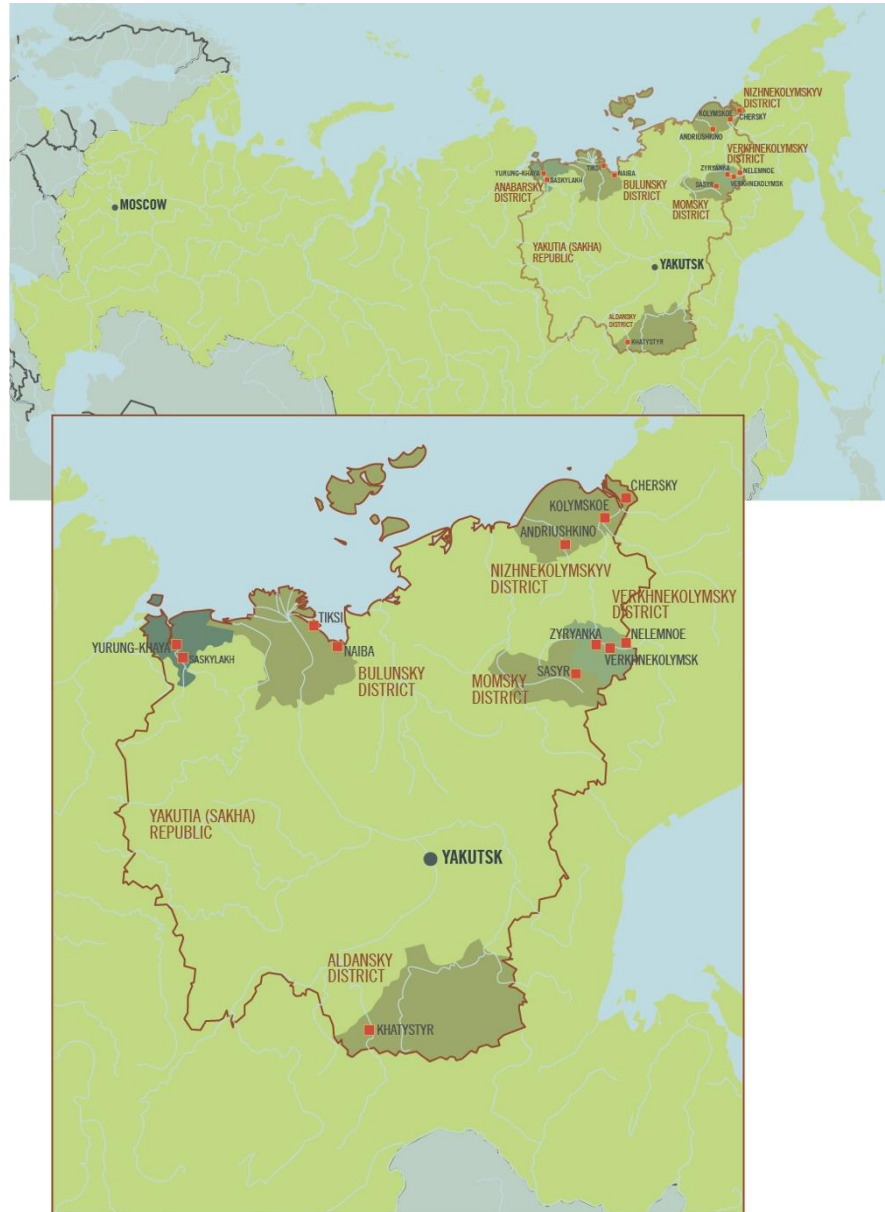 NIZHNEKOLYMSKYV
DISTRICT
KOLYMSKOE
CHERSKY
ANDRIUSHKINO
VERKHNEKOLYMSKY
DISTRICT
ZYRYANKA
NELEMNOE
SASYR
VERKHNEKOLYMSK
MOMSKY
DISTRICT
TIKSI
NAIBA
YURUNG-KHAYA
SASKYLAKH
ANABARSKY
DISTRICT
BULUNSKY
DISTRICT
MOSCOW
YAKUTIA (SAKHA)
REPUBLIC
YAKUTSK
ALDANSKY
DISTRICT
KHATYSTYR
CHERSKY
KOLYMSKOE
ANDRIUSHKINO
NIZHNEKOLYMSKYV
DISTRICT
VERKHNEKOLYMSKY
DISTRICT
TIKSI
ZYRYANKA
NELEMNOE
YURUNG-KHAYA
NAIBA
VERKHNEKOLYMSK
SASKYLAKH
SASYR
BULUNSKY
DISTRICT
MOMSKY
DISTRICT
YAKUTIA (SAKHA)
REPUBLIC
YAKUTSK
ALDANSKY
DISTRICT
KHATYSTYR